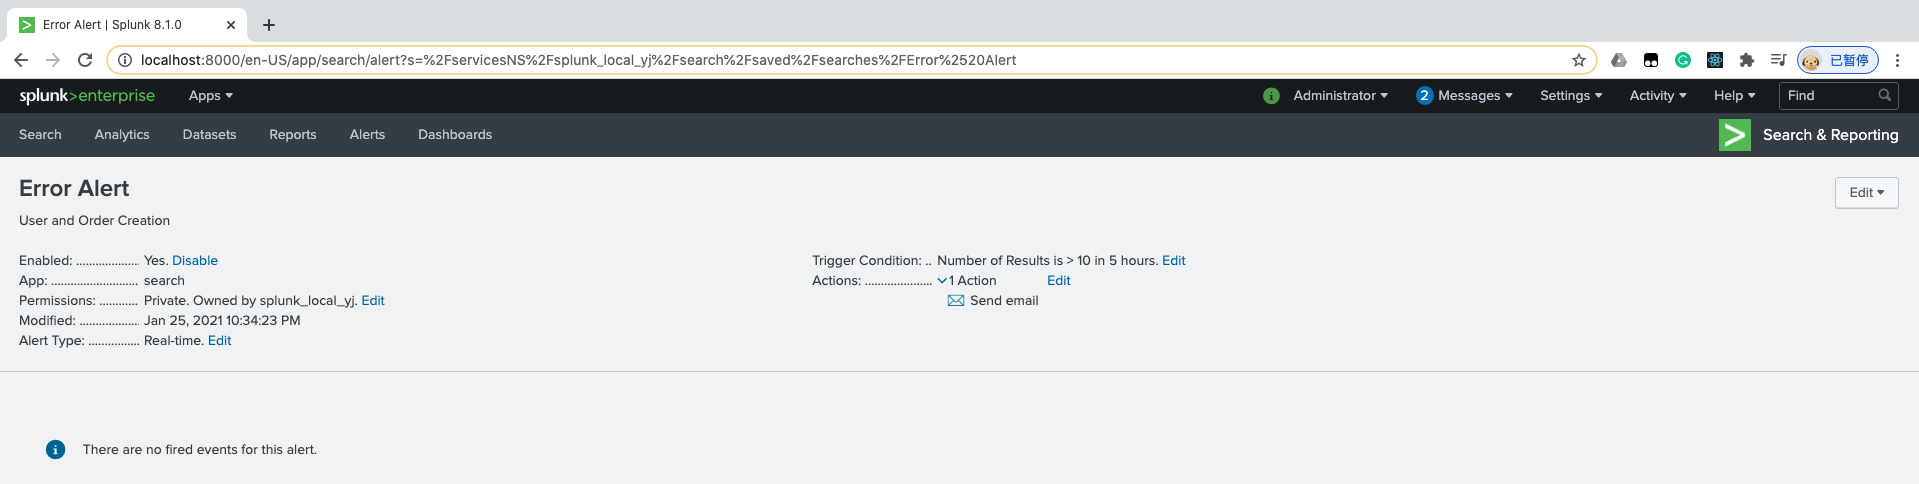 Error Alert | Splunk 8.1.0
localhost:8000/en-US/app/search/alert?s=%2FservicesNS%2Fsplunk_local_yj%2Fsearch%2Fsaved%2Fsearches%2FError%2520Alert
已暂停
splunk>enterprise Apps Administrator 2 Messages Settings Activity Help Find
Search Analytics Datasets Reports Alerts Dashboards Search & Reporting
Error Alert
Edit
User and Order Creation
Enabled: ................... Yes. Disable
App: ........................... search
Permissions: ............ Private. Owned by splunk_local_yj. Edit
Modified: ................... Jan 25, 2021 10:34:23 PM
Alert Type: ................ Real-time. Edit
Trigger Condition: .. Number of Results is > 10 in 5 hours. Edit
Actions: ..................... 1 Action Edit
Send email
There are no fired events for this alert.